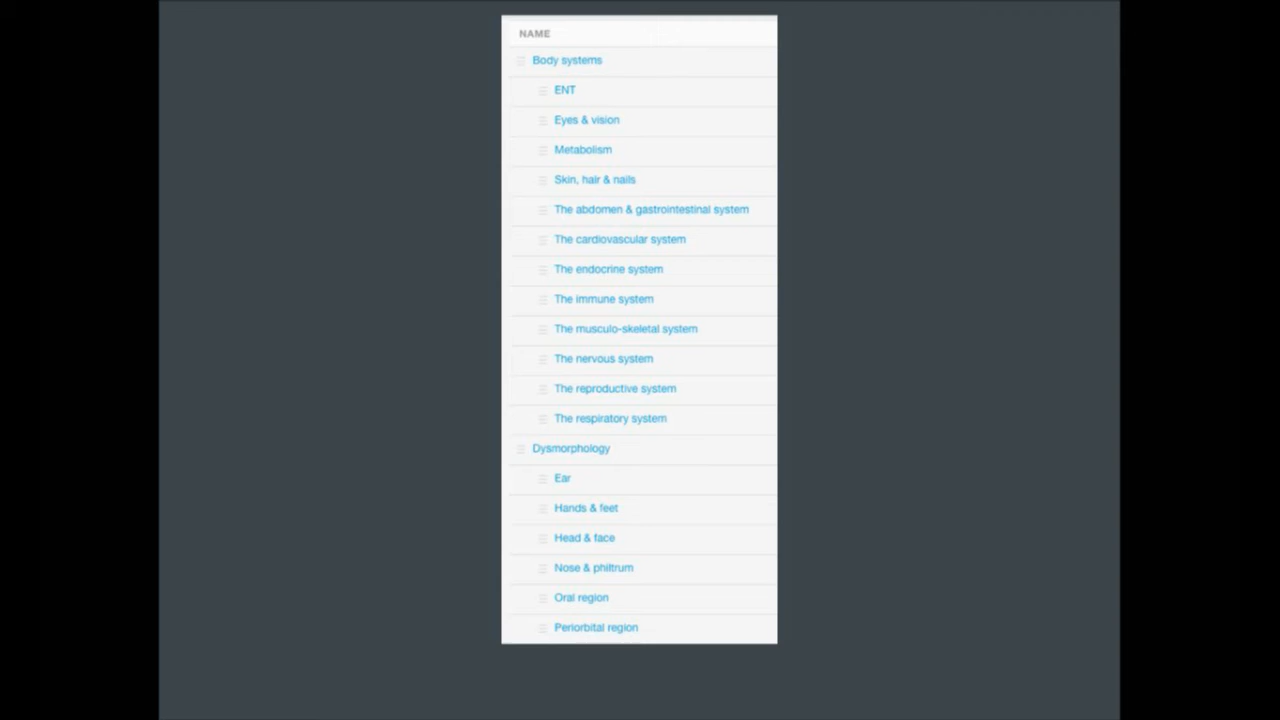 NAME
Body systems
ENT
Eyes & vision
Metabolism
Skin, hair & nails
The abdomen & gastrointestinal system
The cardiovascular system
The endocrine system
The immune system
The musculo-skeletal system
The nervous system
The reproductive system
The respiratory system
Dysmorphology
Ear
Hands & feet
Head & face
Nose & philtrum
Oral region
Periorbital region